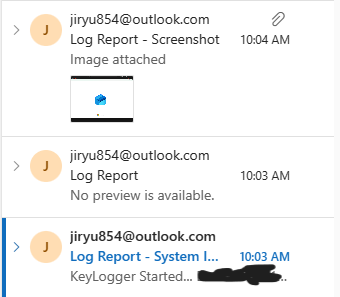 jiryu854@outlook.com
J
Log Report - Screenshot 10:04 AM
Image attached
jiryu854@outlook.com
J
Log Report 10:03 AM
No preview is available.
jiryu854@outlook.com
J
Log Report - System I... 10:03 AM
KeyLogger Started... ..